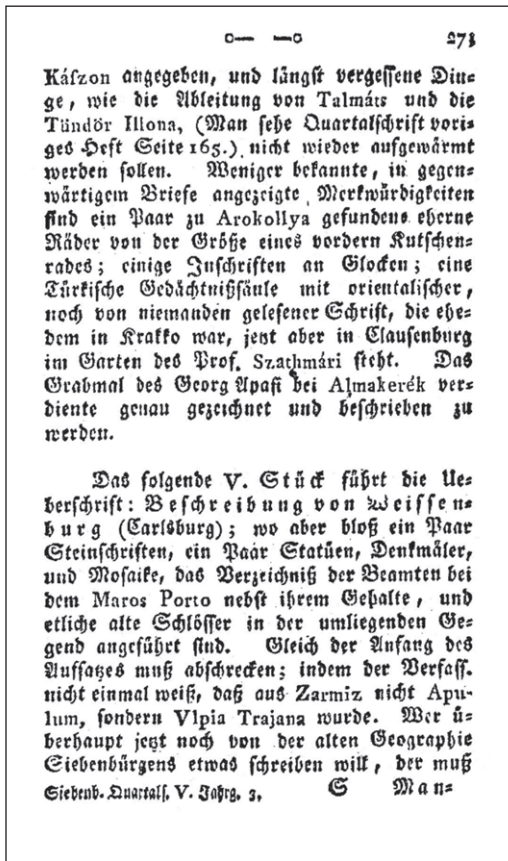 o— —o 273
Káſzon angegeben, und längſt vergeſſene Din=
ge, wie die Ableitung von Talmáts und die
Tündör Illona, (Man ſehe Quartalſchrift vori=
ges Heft Seite 165.) nicht wieder aufgewärmt
werden ſollen. Weniger bekannte, in gegen=
wärtigem Briefe angezeigte Merkwürdigkeiten
ſind ein Paar zu Arokollya gefundene eherne
Räder von der Größe eines vordern Kutſchen=
rades; einige Inſchriften an Glocken; eine
Türkiſche Gedächtnißſäule mit orientaliſcher,
noch von niemanden geleſener Schrift, die ehe=
dem in Krakko war, jetzt aber in Clauſenburg
im Garten des Prof. Szathmári ſteht. Das
Grabmal des Georg Apafi bei Almakerék ver=
diente genau gezeichnet und beſchrieben zu
werden.
Das folgende V. Stück führt die Ue=
berſchrift: Beſchreibung von Weiſſen=
burg (Carlsburg); wo aber bloß ein Paar
Steinſchriften, ein Paar Statüen, Denkmäler,
und Moſaike, das Verzeichniß der Beamten bei
dem Maros Porto nebſt ihrem Gehalte, und
etliche alte Schlöſſer in der umliegenden Ge=
gend angeführt ſind. Gleich der Anfang des
Auffatzes muß abſchrecken; indem der Verfaſſ.
nicht einmal weiß, daß aus Zarmiz nicht Apu-
lum, ſondern Vlpia Trajana wurde. Wer ü=
berhaupt jetzt noch von der alten Geographie
Siebenbürgens etwas ſchreiben will, der muß
Siebenb. Quartalſ. V. Jahrg. 3. S Man=